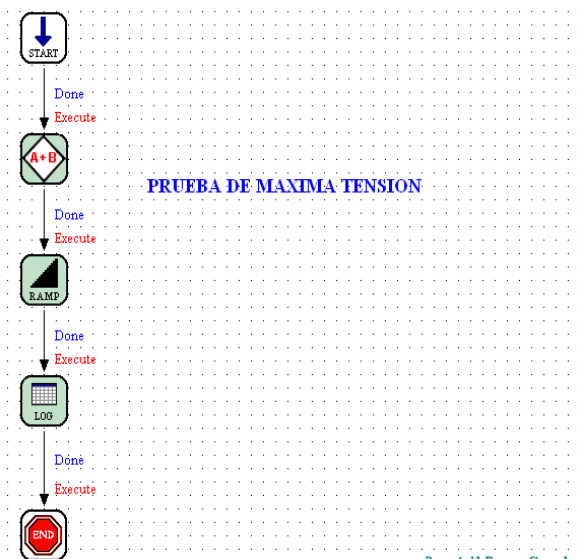 START
Done
Execute
A+B
PRUEBA DE MAXIMA TENSION
Done
Execute
RAMP
Done
Execute
LOG
Done
Execute
END